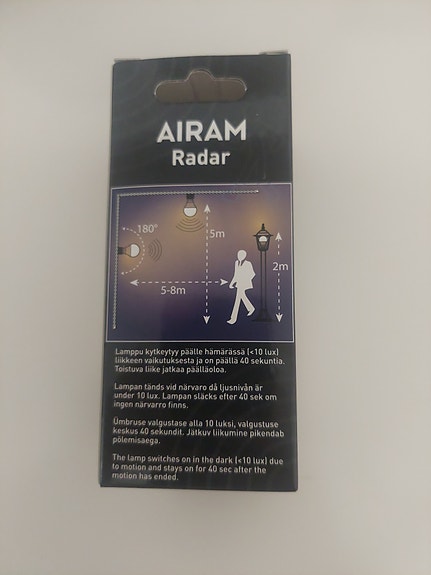 AIRAM
Radar
180°
5m
2m
5-8m
Lamppu kytkeytyy päälle hämärässä (<10 lux)
liikkeen vaikutuksesta ja on päällä 40 sekuntia.
Toistuva liike jatkaa päälläoloa.
Lampan tänds vid närvaro då ljusnivån är
under 10 lux. Lampan släcks efter 40 sek om
ingen närvarro finns.
Ümbruse valgustase alla 10 luksi, valgustuse
keskus 40 sekundit. Jätkuv liikumine pikendab
põlemisaega.
The lamp switches on in the dark (<10 lux) due
to motion and stays on for 40 sec after the
motion has ended.